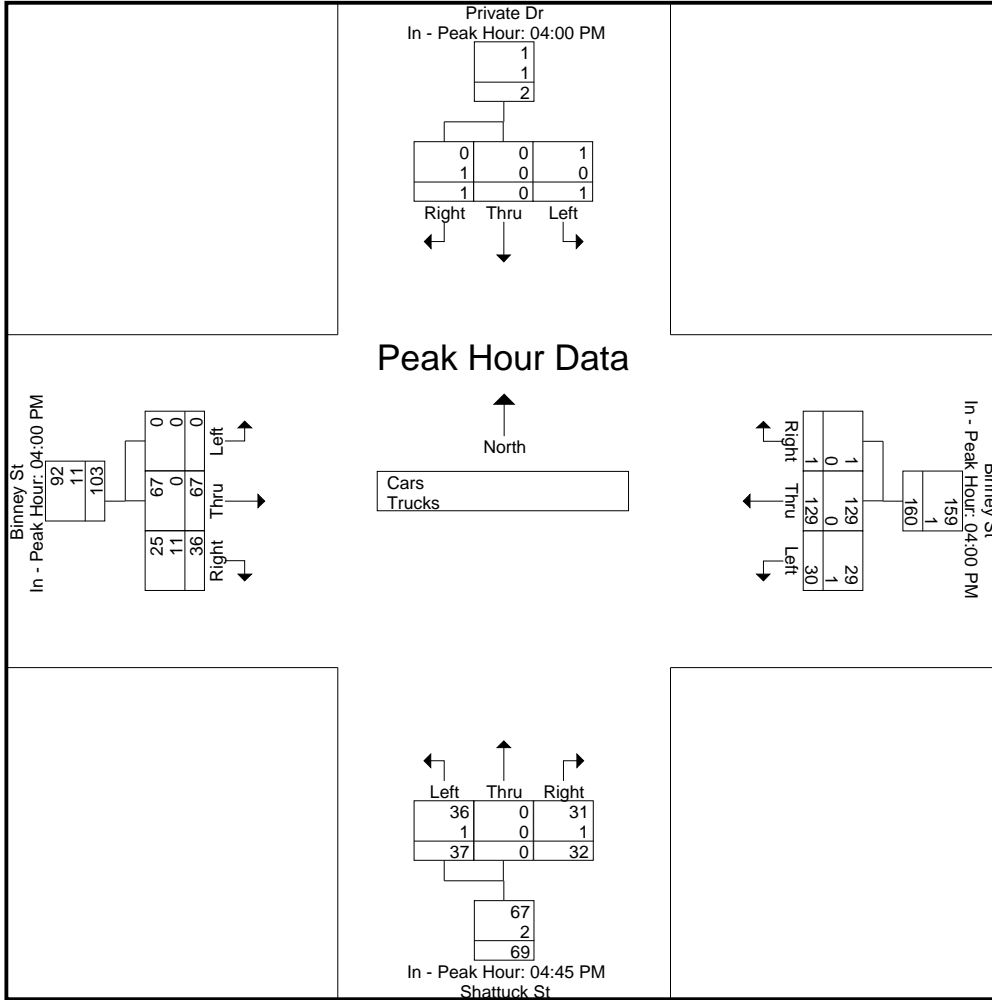 Private Dr
In - Peak Hour: 04:00 PM
1
1
2
0 0 1
1 0 0
1 0 1
Right Thru Left
Peak Hour Data
North
Cars
Trucks
Binney St
In - Peak Hour: 04:00 PM
92
11
103
0 0 0
67 0 67
25 11 36
Left
Thru
Right
Binney St
In - Peak Hour: 04:00 PM
159
1
160
1 0 1
129 0 129
29 1 30
Right
Thru
Left
Left Thru Right
36 0 31
1 0 1
37 0 32
67
2
69
In - Peak Hour: 04:45 PM
Shattuck St